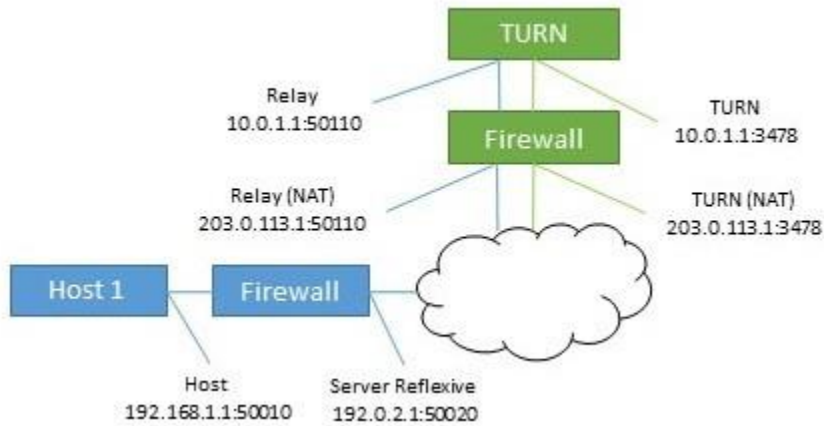 TURN
Relay
10.0.1.1:50110
TURN
10.0.1.1:3478
Firewall
Relay (NAT)
203.0.113.1:50110
TURN (NAT)
203.0.113.1:3478
Host 1
Firewall
Host
192.168.1.1:50010
Server Reflexive
192.0.2.1:50020